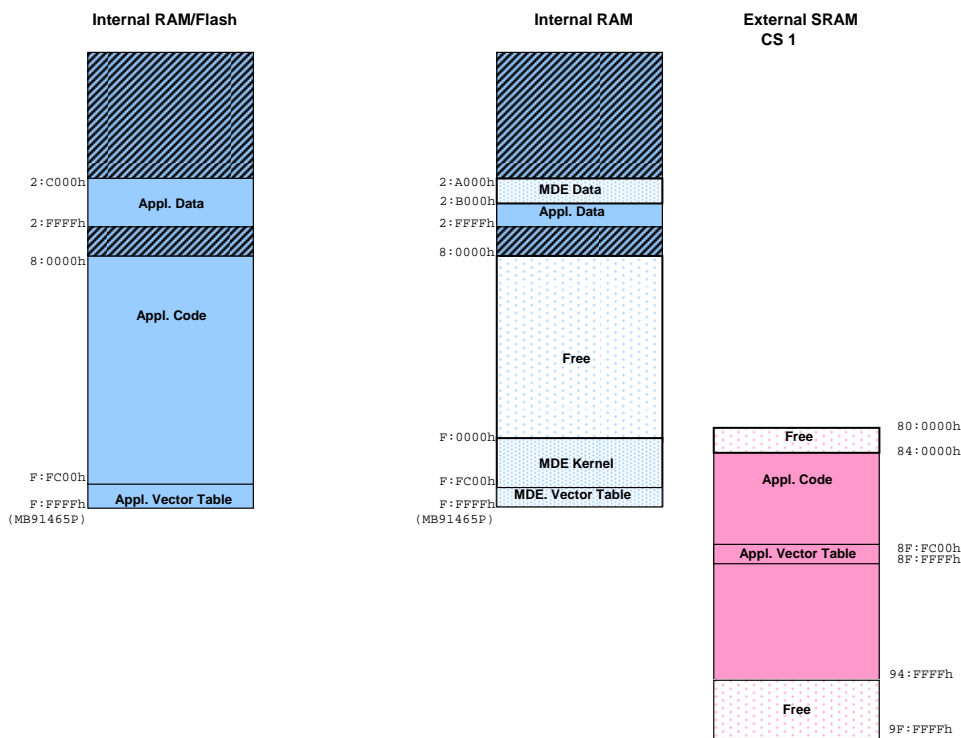 Internal RAM/Flash
2:C000h
Appl. Data
2:FFFFh
8:0000h
Appl. Code
F:FC00h
Appl. Vector Table
F:FFFFh
(MB91465P)
Internal RAM
2:A000h
MDE Data
2:B000h
Appl. Data
2:FFFFh
8:0000h
Free
F:0000h
MDE Kernel
F:FC00h
MDE. Vector Table
F:FFFFh
(MB91465P)
External SRAM
CS 1
80:0000h
Free
84:0000h
Appl. Code
8F:FC00h
Appl. Vector Table
8F:FFFFh
94:FFFFh
Free
9F:FFFFh